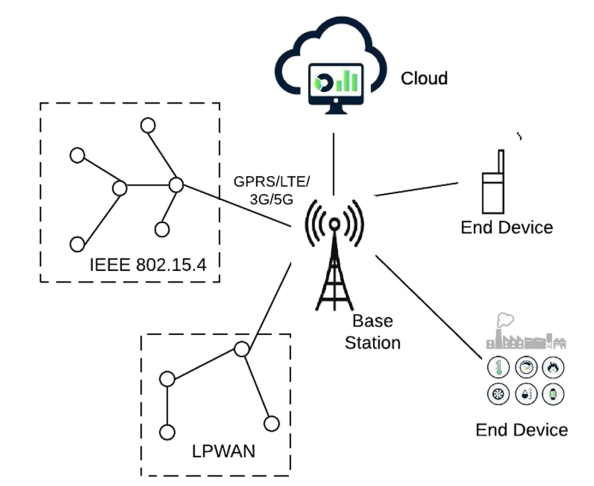 Cloud
GPRS/LTE/
3G/5G
End Device
IEEE 802.15.4
Base
Station
End Device
LPWAN